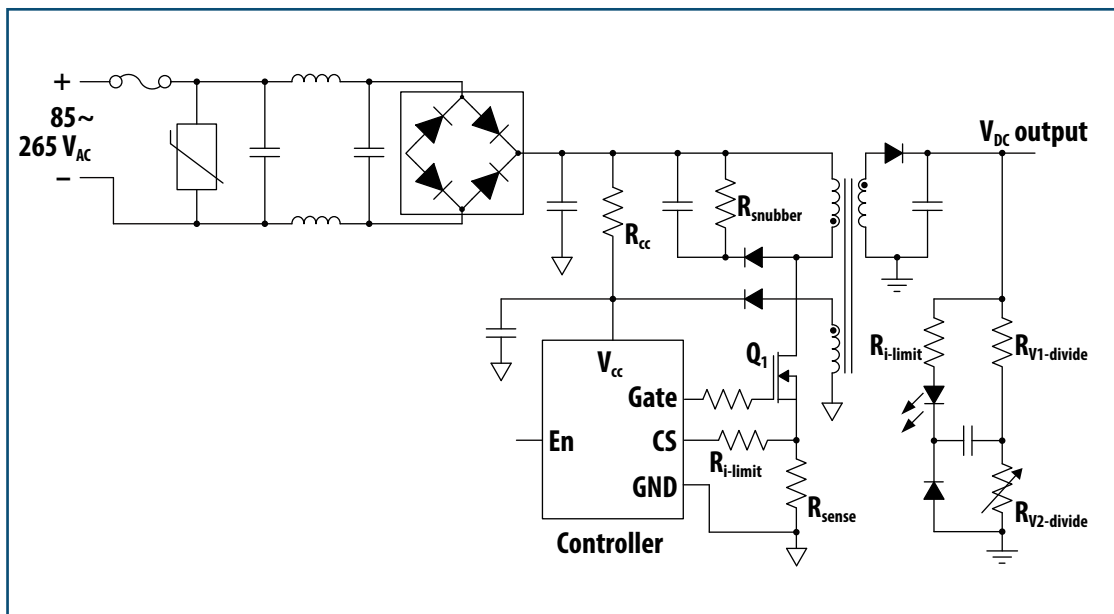 +
85~
265 VAC
–
VDC output
Rsnubber
Rcc
Ri-limit
RV1-divide
Q1
Vcc
Gate
En
CS
Ri-limit
GND
Rsense
RV2-divide
Controller